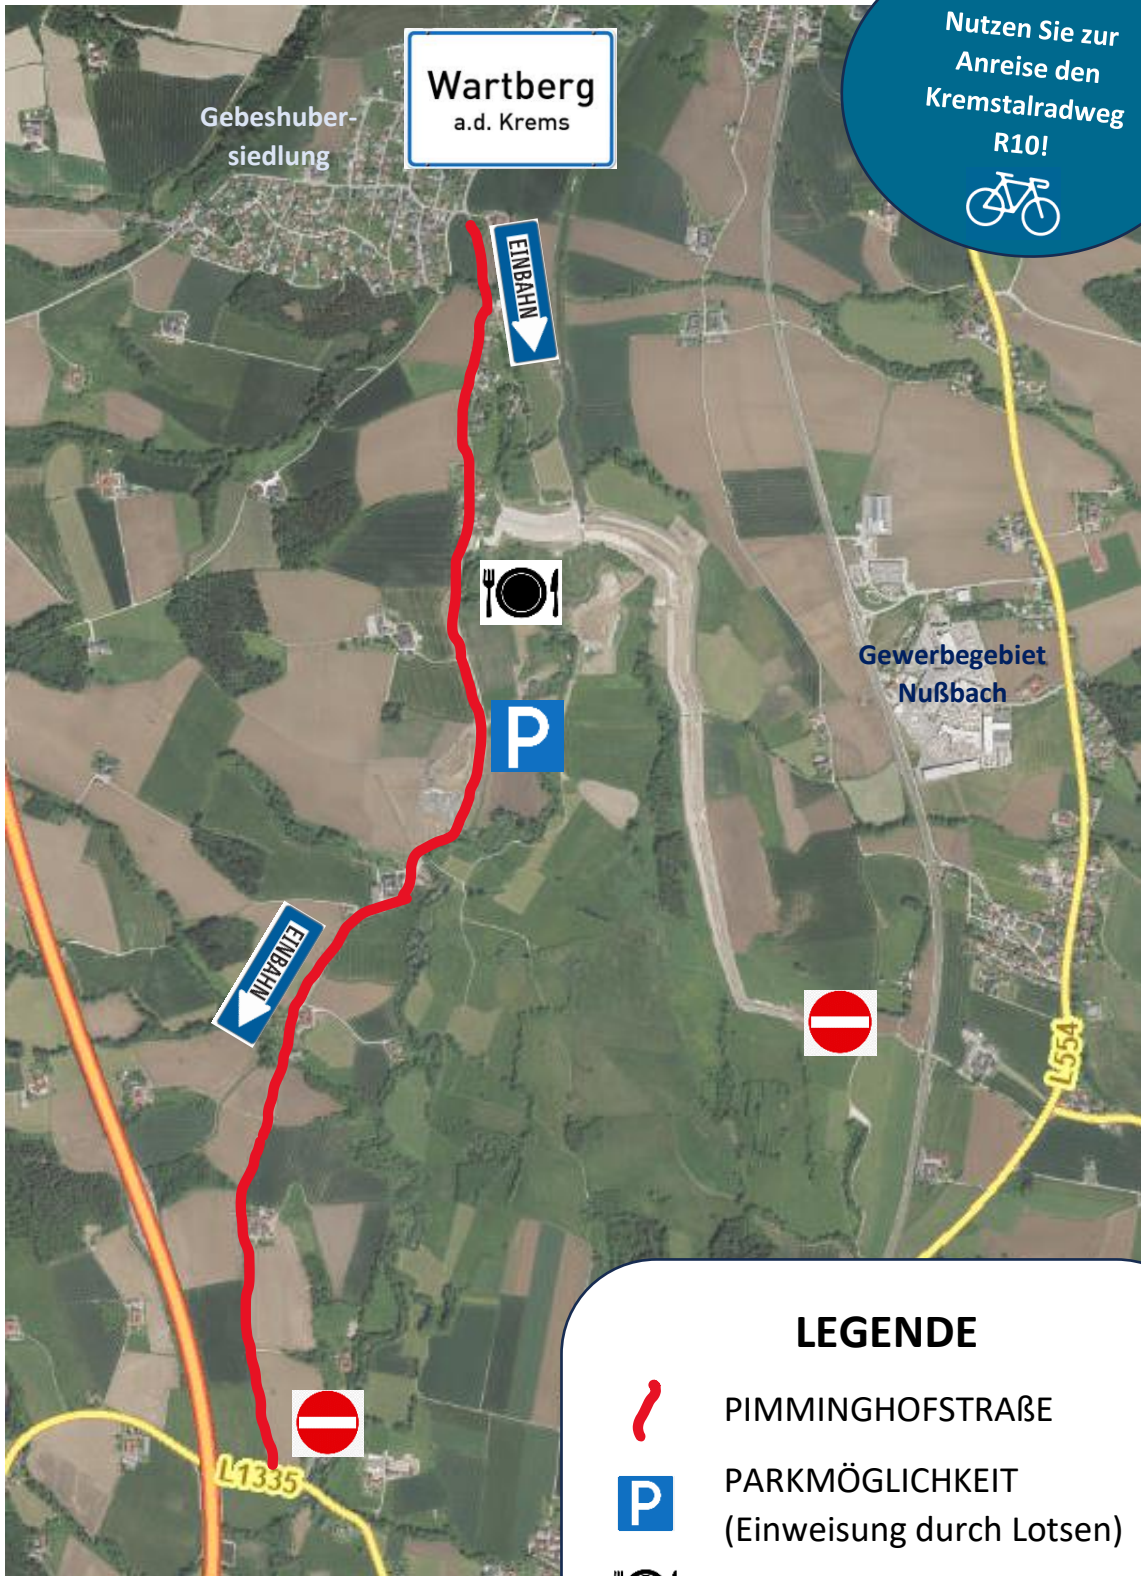 Nutzen Sie zur
Anreise den
Kremstalradweg
R10!
Wartberg
a.d. Krems
Gebeshuber-
siedlung
EINBAHN
P
Gewerbegebiet
Nußbach
EINBAHN
L554
L1335
LEGENDE
PIMMINGHOFSTRAßE
P
PARKMÖGLICHKEIT
(Einweisung durch Lotsen)